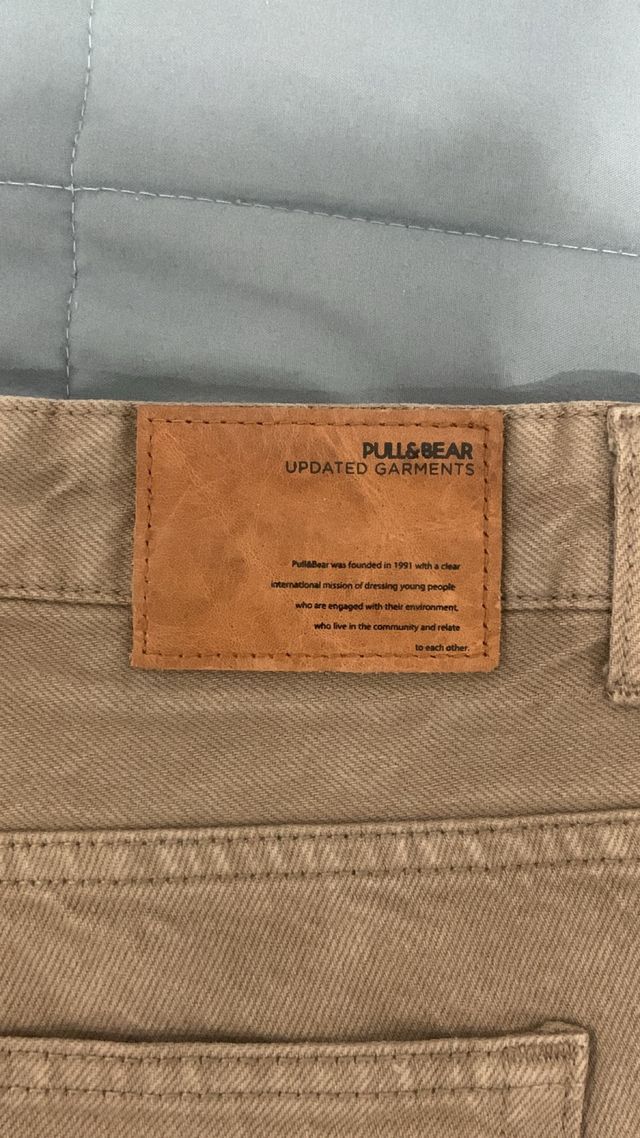 PULL&BEAR
UPDATED GARMENTS
Pull&Bear was founded in 1991 with a clear
international mission of dressing young people
who are engaged with their environment,
who live in the community and relate
to each other.